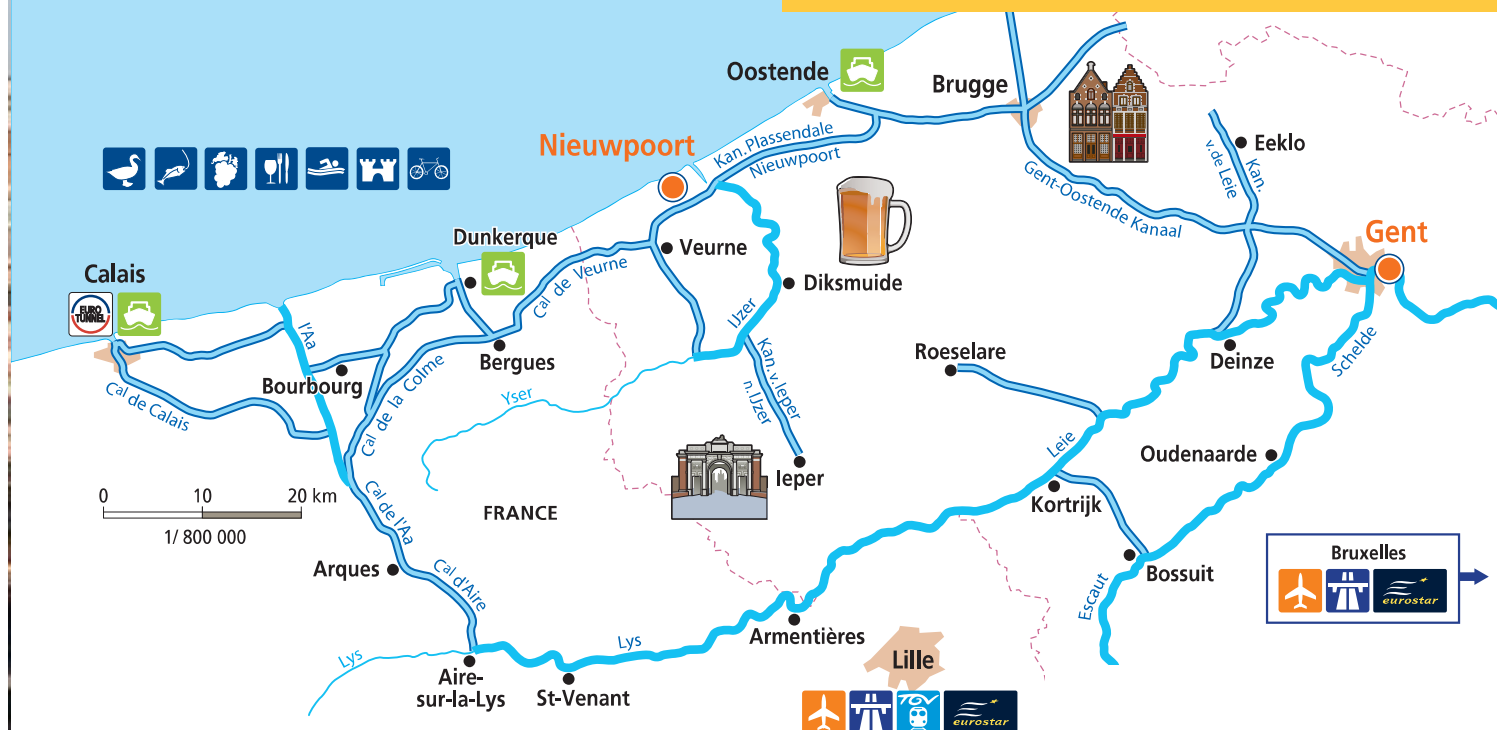 Oostende
Brugge
Nieuwpoort
Kan. Plassendale
Nieuwpoort
Eeklo
Kan.
v. de Leie
Gent-Oostende Kanaal
Gent
Dunkerque
Veurne
Diksmuide
Calais
EURO
TUNNEL
Cal de Veurne
IJzer
l'Aa
Bergues
Bourbourg
Cal de Calais
Cal de la Colme
Yser
Kan. v. Ieper
n. IJzer
Roeselare
Deinze
Schelde
Leie
Oudenaarde
Ieper
Kortrijk
0 10 20 km
1/ 800 000
FRANCE
Cal de l'Aa
Arques
Cal d'Aire
Bossuit
Escaut
Bruxelles
eurostar
Armentières
Lys
Lys
Lille
Aire-
sur-la-Lys
St-Venant
TGV
eurostar